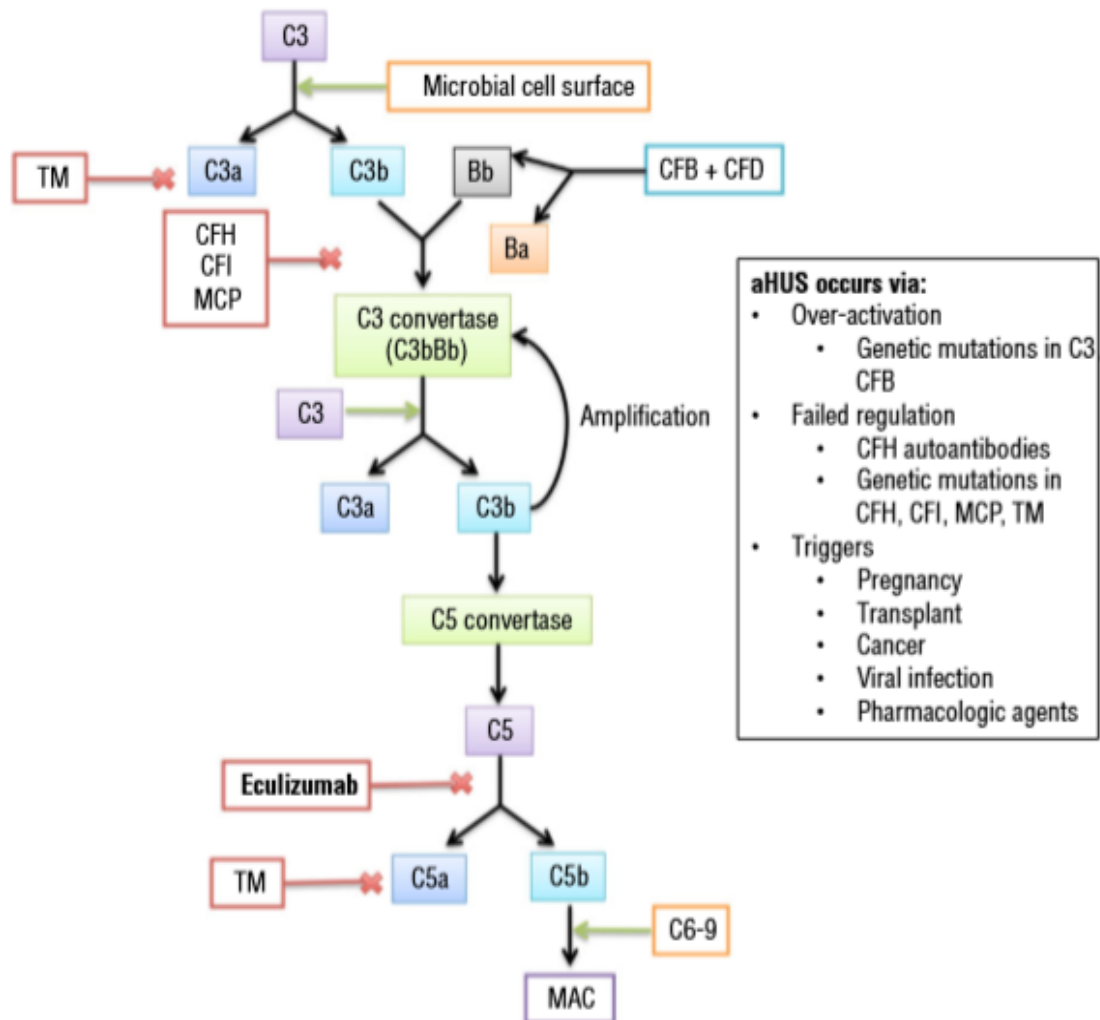 C3
Microbial cell surface
TM
C3a
C3b
Bb
CFB + CFD
CFH
CFI
MCP
Ba
C3 convertase
(C3bBb)
C3
Amplification
C3a
C3b
C5 convertase
C5
Eculizumab
TM
C5a
C5b
C6-9
MAC
aHUS occurs via:
• Over-activation
• Genetic mutations in C3
CFB
• Failed regulation
• CFH autoantibodies
• Genetic mutations in
CFH, CFI, MCP, TM
• Triggers
• Pregnancy
• Transplant
• Cancer
• Viral infection
• Pharmacologic agents